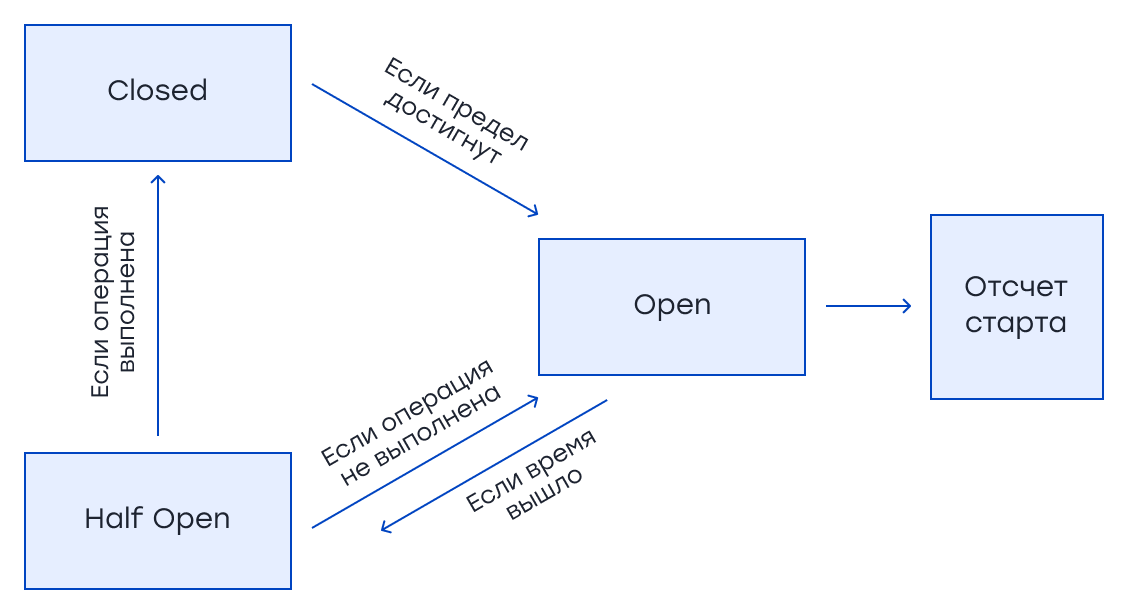 Closed
Если предел
достигнут
Если операция
выполнена
Open
Отсчет
старта
Если операция
не выполнена
Если время
вышло
Half Open